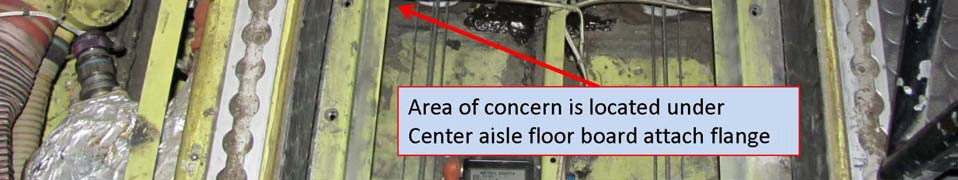 Area of concern is located under
Center aisle floor board attach flange